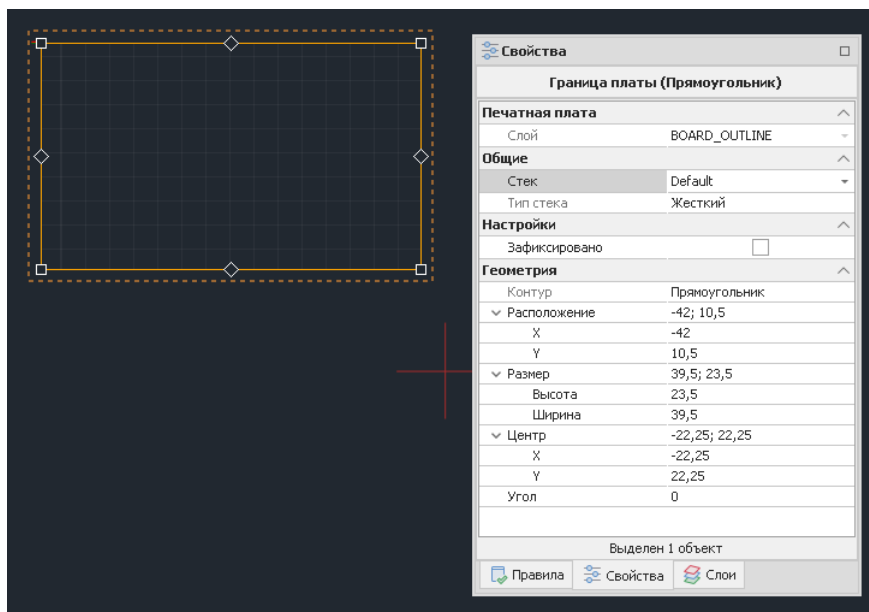 Свойства
Граница платы (Прямоугольник)
Печатная плата
Слой BOARD_OUTLINE
Общие
Стек Default
Тип стека Жесткий
Настройки
Зафиксировано
Геометрия
Контур Прямоугольник
Расположение -42; 10,5
X -42
Y 10,5
Размер 39,5; 23,5
Высота 23,5
Ширина 39,5
Центр -22,25; 22,25
X -22,25
Y 22,25
Угол 0
Выделен 1 объект
Правила Свойства Слои